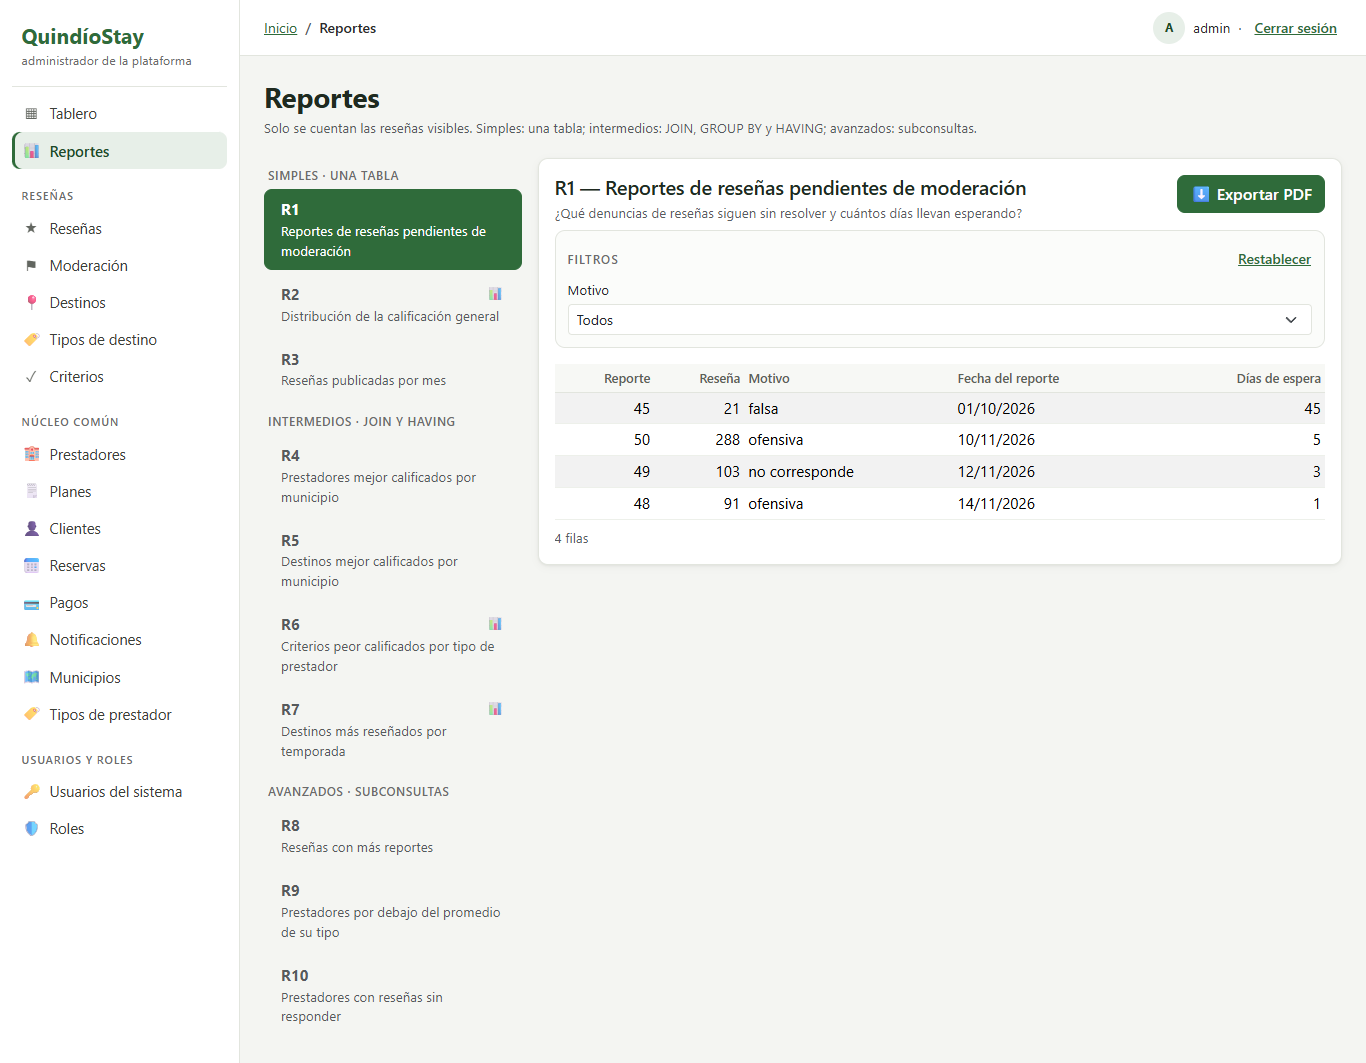 QuindíoStay
administrador de la plataforma
Tablero
Reportes
RESEÑAS
Reseñas
Moderación
Destinos
Tipos de destino
Criterios
NÚCLEO COMÚN
Prestadores
Planes
Clientes
Reservas
Pagos
Notificaciones
Municipios
Tipos de prestador
USUARIOS Y ROLES
Usuarios del sistema
Roles
Inicio / Reportes
A admin · Cerrar sesión
Reportes
Solo se cuentan las reseñas visibles. Simples: una tabla; intermedios: JOIN, GROUP BY y HAVING; avanzados: subconsultas.
SIMPLES · UNA TABLA
R1
Reportes de reseñas pendientes de
moderación
R2
Distribución de la calificación general
R3
Reseñas publicadas por mes
INTERMEDIOS · JOIN Y HAVING
R4
Prestadores mejor calificados por
municipio
R5
Destinos mejor calificados por
municipio
R6
Criterios peor calificados por tipo de
prestador
R7
Destinos más reseñados por
temporada
AVANZADOS · SUBCONSULTAS
R8
Reseñas con más reportes
R9
Prestadores por debajo del promedio
de su tipo
R10
Prestadores con reseñas sin
responder
R1 — Reportes de reseñas pendientes de moderación
¿Qué denuncias de reseñas siguen sin resolver y cuántos días llevan esperando?
Exportar PDF
FILTROS
Restablecer
Motivo
Todos
Reporte Reseña Motivo Fecha del reporte Días de espera
45 21 falsa 01/10/2026 45
50 288 ofensiva 10/11/2026 5
49 103 no corresponde 12/11/2026 3
48 91 ofensiva 14/11/2026 1
4 filas